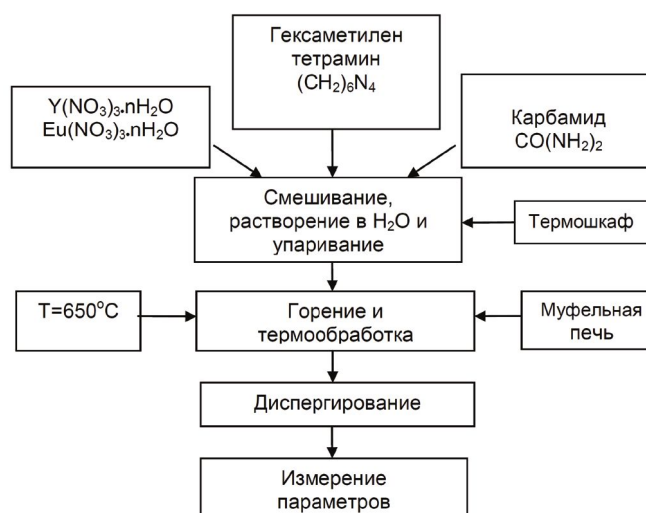 Гексаметилен
тетрамин
(CH₂)₆N₄
Y(NO₃)₃.nH₂O
Eu(NO₃)₃.nH₂O
Карбамид
CO(NH₂)₂
Смешивание,
растворение в H₂O и
упаривание
Термошкаф
T=650°C
Горение и
термообработка
Муфельная
печь
Диспергирование
Измерение
параметров